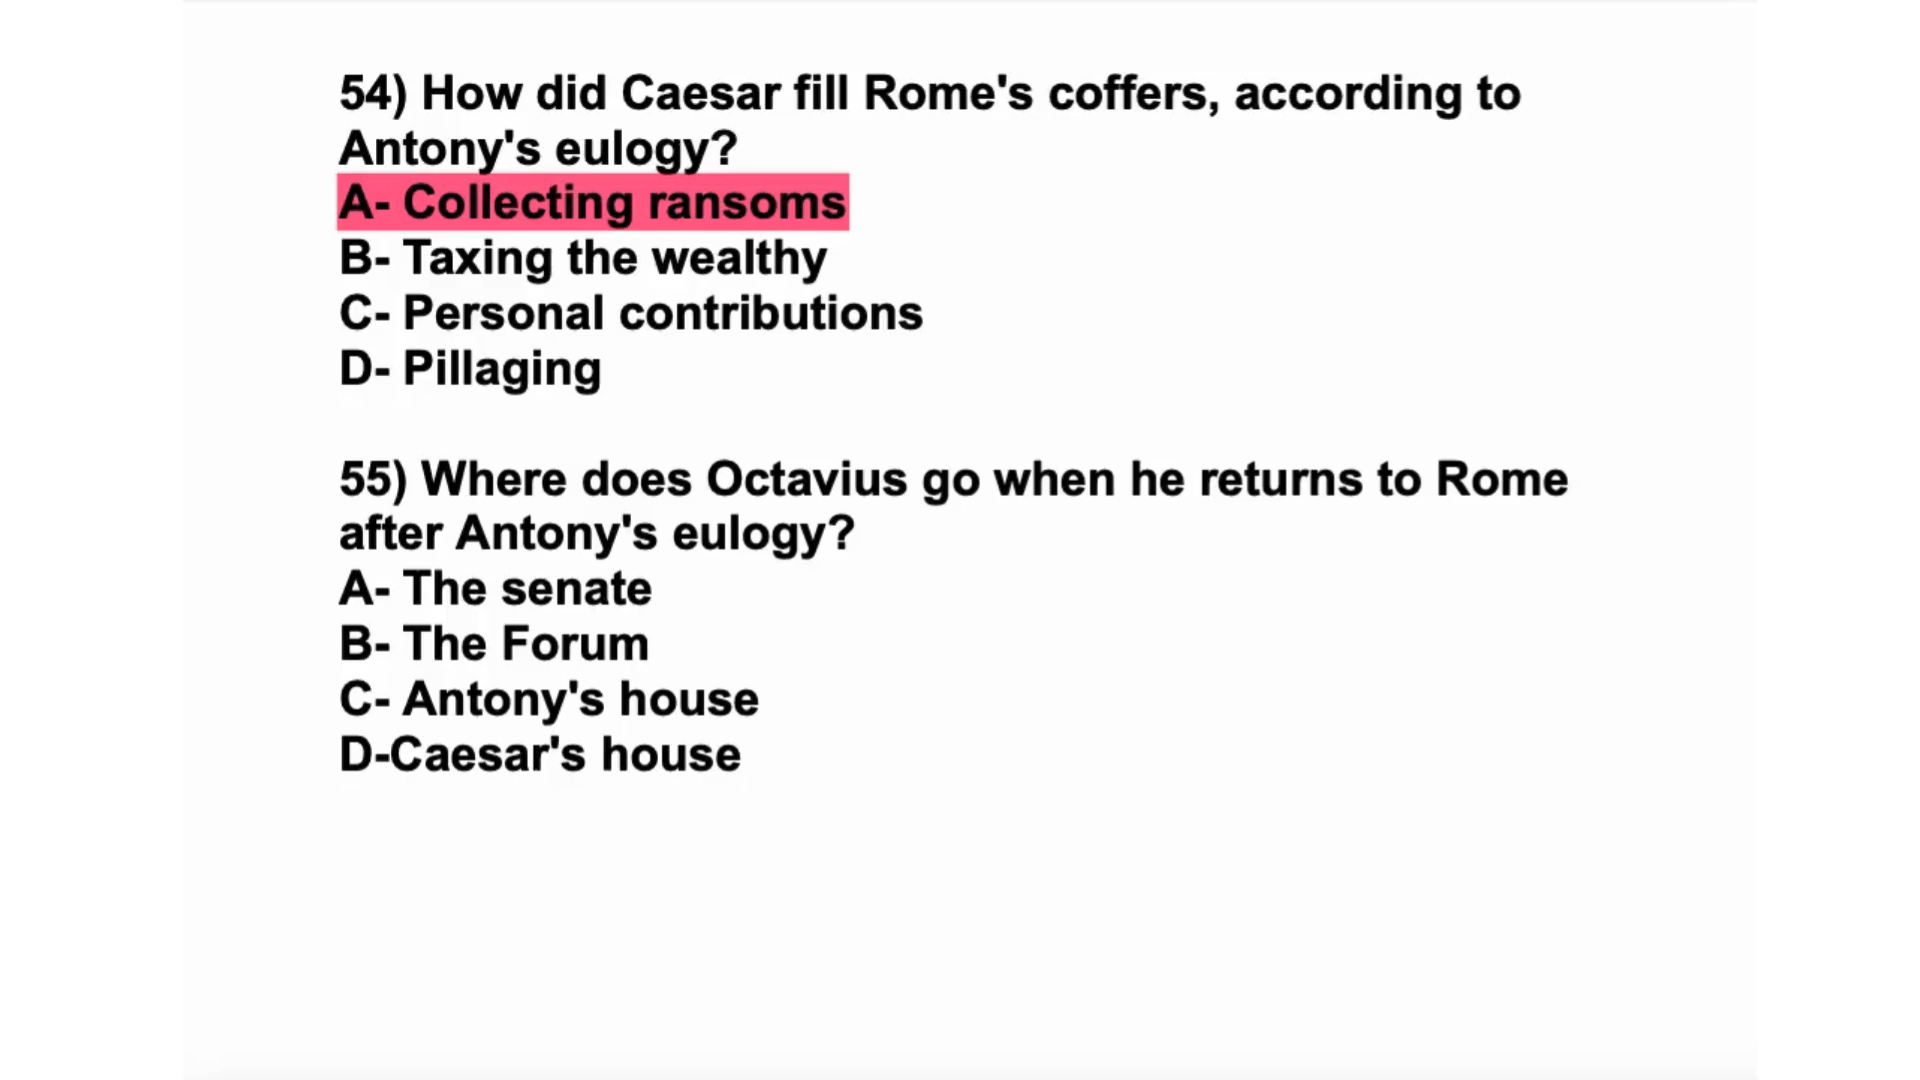 54) How did Caesar fill Rome's coffers, according to
Antony's eulogy?
A- Collecting ransoms
B- Taxing the wealthy
C- Personal contributions
D- Pillaging
55) Where does Octavius go when he returns to Rome
after Antony's eulogy?
A- The senate
B- The Forum
C- Antony's house
D-Caesar's house